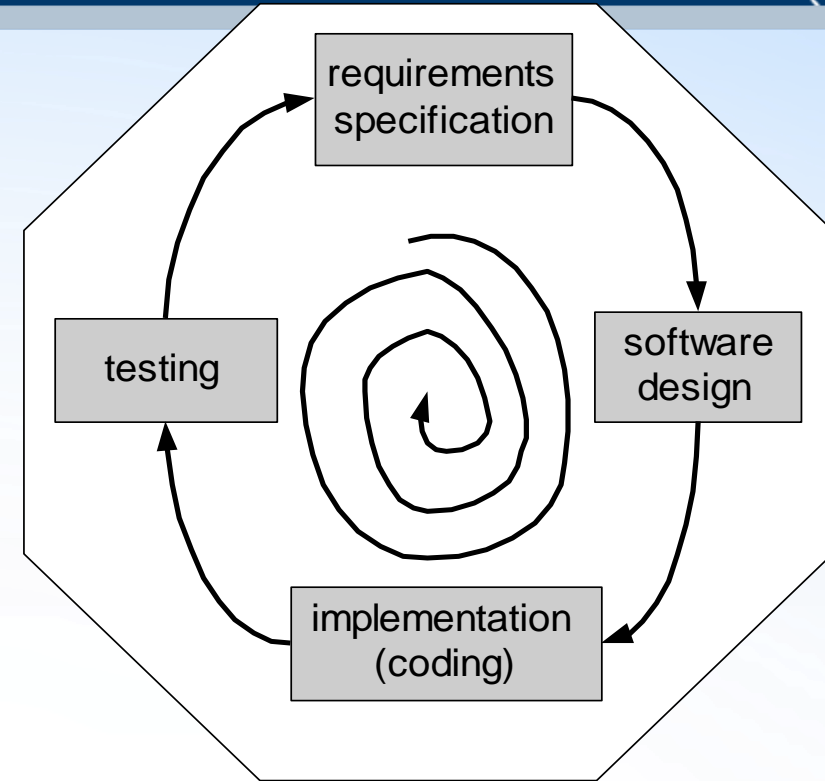 requirements
specification
software
design
implementation
(coding)
testing